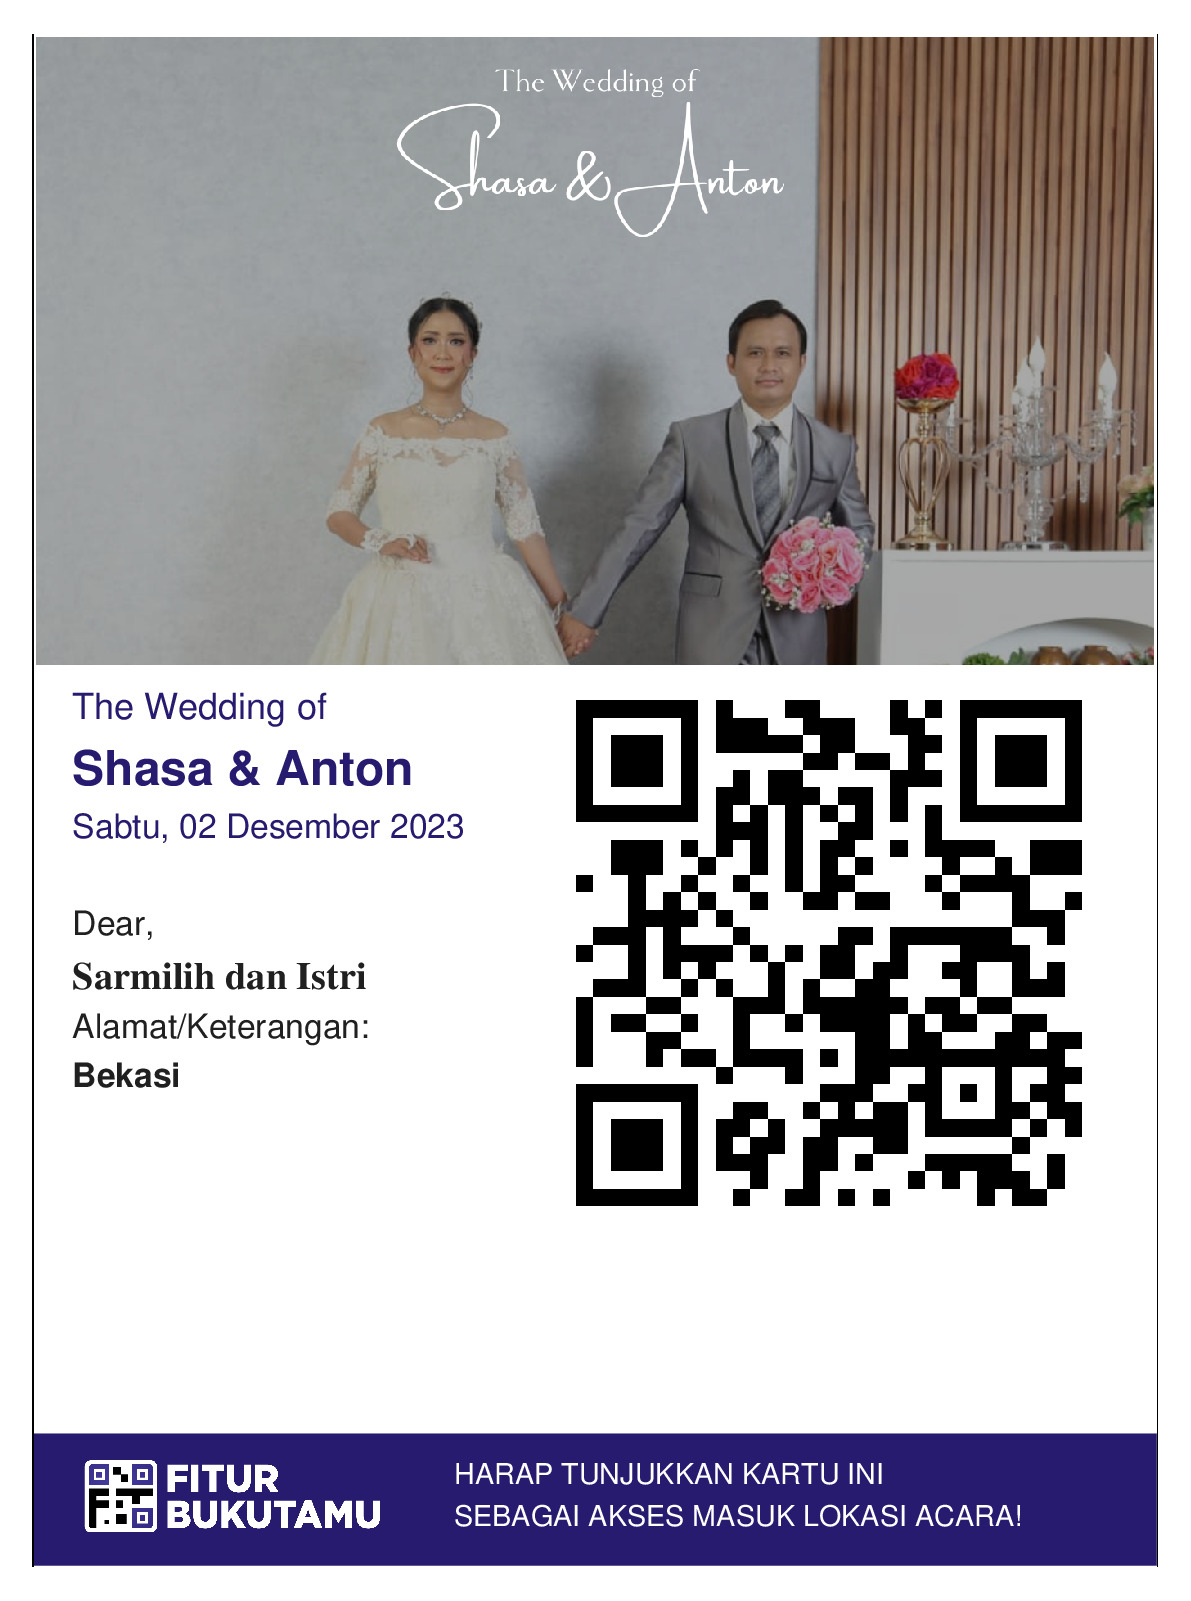 The Wedding of
Shasa & Anton
The Wedding of
Shasa & Anton
Sabtu, 02 Desember 2023
Dear,
Sarmilih dan Istri
Alamat/Keterangan:
Bekasi
FITUR
BUKUTAMU
HARAP TUNJUKKAN KARTU INI
SEBAGAI AKSES MASUK LOKASI ACARA!